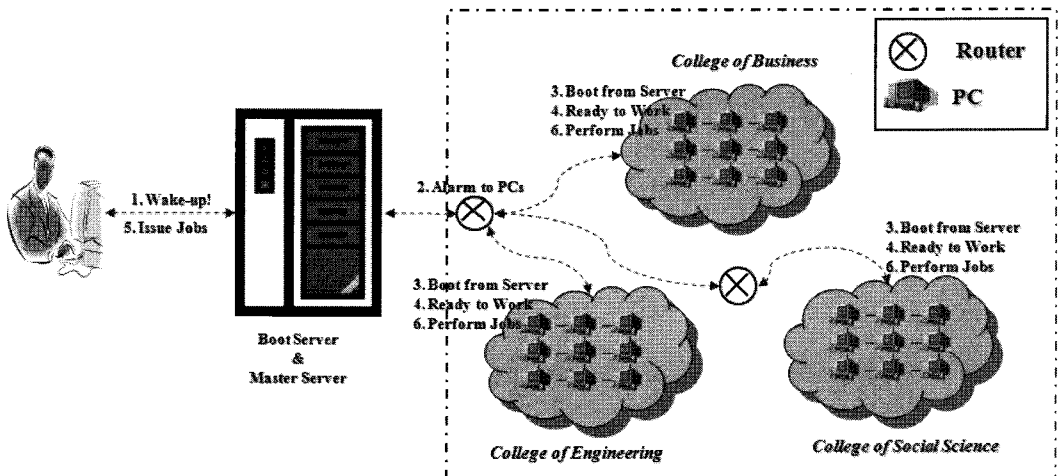 College of Business
Router
PC
3. Boot from Server
4. Ready to Work
6. Perform Jobs
1. Wake-up!
5. Issue Jobs
2. Alarm to PCs
3. Boot from Server
4. Ready to Work
6. Perform Jobs
3. Boot from Server
4. Ready to Work
6. Perform Jobs
Boot Server
&
Master Server
College of Engineering
College of Social Science